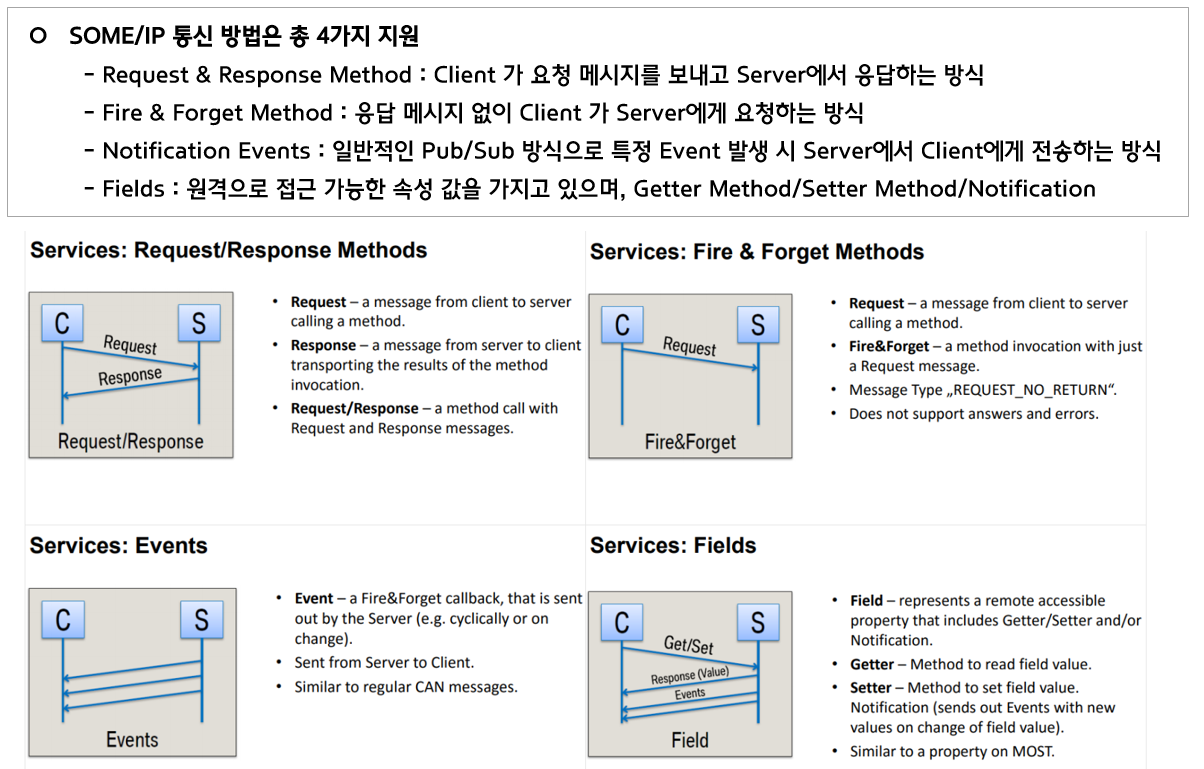 O SOME/IP 통신 방법은 총 4가지 지원
- Request & Response Method : Client 가 요청 메시지를 보내고 Server에서 응답하는 방식
- Fire & Forget Method : 응답 메시지 없이 Client 가 Server에게 요청하는 방식
- Notification Events : 일반적인 Pub/Sub 방식으로 특정 Event 발생 시 Server에서 Client에게 전송하는 방식
- Fields : 원격으로 접근 가능한 속성 값을 가지고 있으며, Getter Method/Setter Method/Notification
Services: Request/Response Methods
C S
Request
Response
Request/Response
• Request – a message from client to server
calling a method.
• Response – a message from server to client
transporting the results of the method
invocation.
• Request/Response – a method call with
Request and Response messages.
Services: Fire & Forget Methods
C S
Request
Fire&Forget
• Request – a message from client to server
calling a method.
• Fire&Forget – a method invocation with just
a Request message.
• Message Type „REQUEST_NO_RETURN“.
• Does not support answers and errors.
Services: Events
C S
Events
• Event – a Fire&Forget callback, that is sent
out by the Server (e.g. cyclically or on
change).
• Sent from Server to Client.
• Similar to regular CAN messages.
Services: Fields
C S
Get/Set
Response (Value)
Events
Field
• Field – represents a remote accessible
property that includes Getter/Setter and/or
Notification.
• Getter – Method to read field value.
• Setter – Method to set field value.
Notification (sends out Events with new
values on change of field value).
• Similar to a property on MOST.